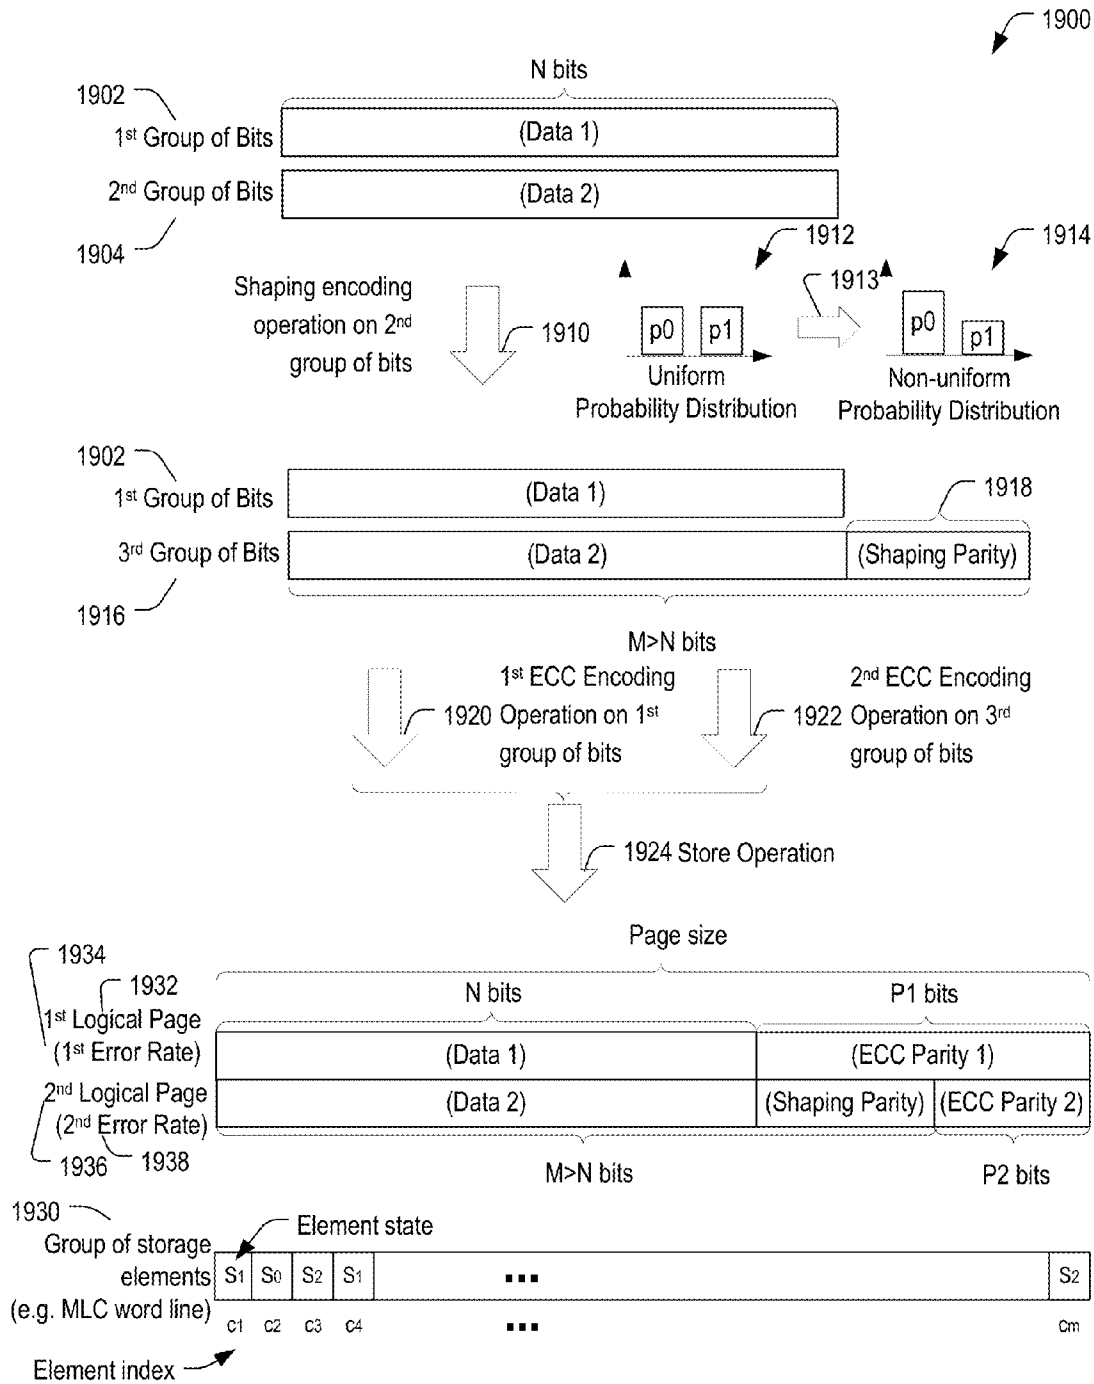 1900
N bits
1902
1st Group of Bits
(Data 1)
2nd Group of Bits
(Data 2)
1904
1912
1914
Shaping encoding
operation on 2nd
group of bits
1910
p0
p1
1913
p0
p1
Uniform
Probability Distribution
Non-uniform
Probability Distribution
1902
1st Group of Bits
(Data 1)
1918
3rd Group of Bits
(Data 2)
(Shaping Parity)
1916
M>N bits
1st ECC Encoding
Operation on 1st
group of bits
1920
2nd ECC Encoding
Operation on 3rd
group of bits
1922
1924 Store Operation
Page size
1934
1932
N bits
P1 bits
1st Logical Page
(1st Error Rate)
(Data 1)
(ECC Parity 1)
2nd Logical Page
(2nd Error Rate)
(Data 2)
(Shaping Parity)
(ECC Parity 2)
1936
1938
M>N bits
P2 bits
1930
Element state
Group of storage
elements
(e.g. MLC word line)
S1
S0
S2
S1
...
S2
c1
c2
c3
c4
...
cm
Element index